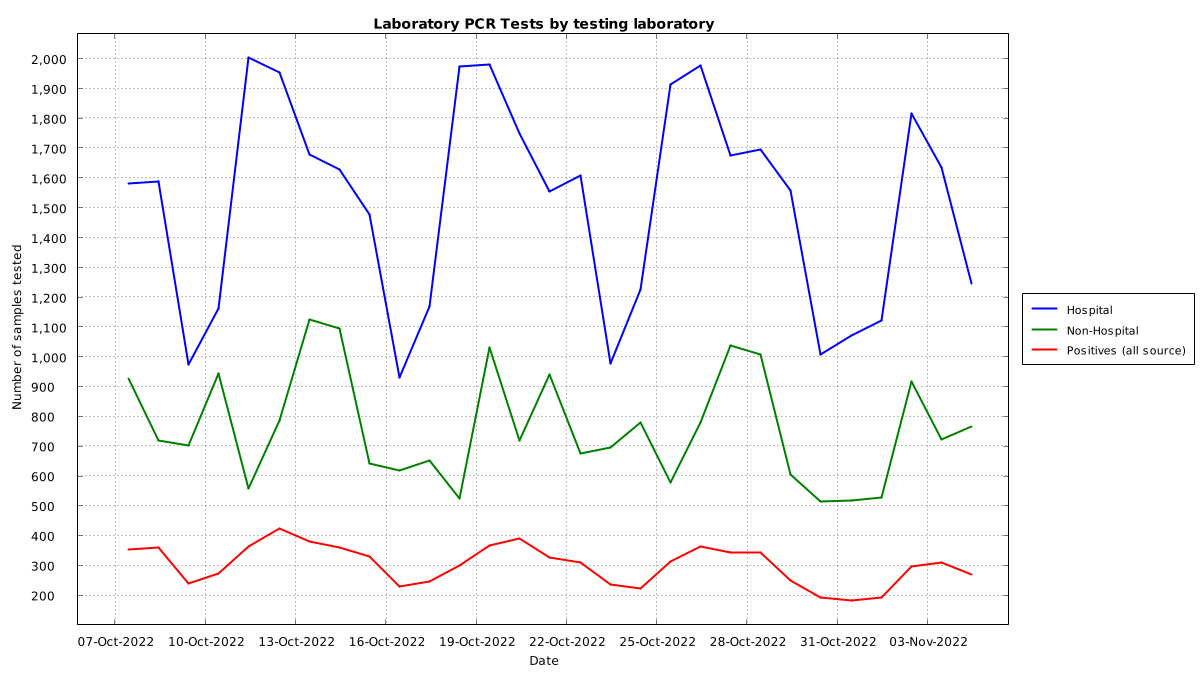 Laboratory PCR Tests by testing laboratory
2,000
1,900
1,800
1,700
1,600
1,500
1,400
1,300
1,200
1,100
1,000
900
800
700
600
500
400
300
200
Number of samples tested
07-Oct-2022 10-Oct-2022 13-Oct-2022 16-Oct-2022 19-Oct-2022 22-Oct-2022 25-Oct-2022 28-Oct-2022 31-Oct-2022 03-Nov-2022
Date
Hospital
Non-Hospital
Positives (all source)